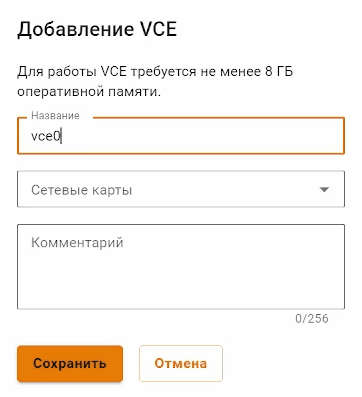 Добавление VCE
Для работы VCE требуется не менее 8 ГБ
оперативной памяти.
Название
vce0
Сетевые карты
Комментарий
0/256
Сохранить
Отмена